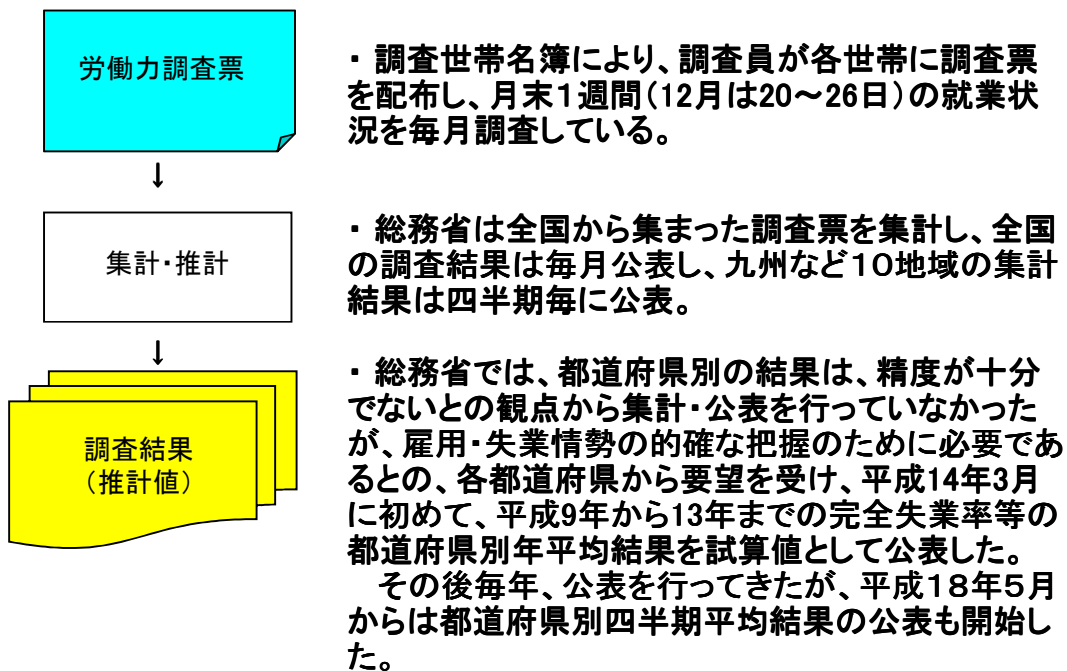 労働力調査票
・ 調査世帯名簿により、調査員が各世帯に調査票
を配布し、月末１週間（12月は20～26日）の就業状
況を毎月調査している。
↓
集計・推計
・ 総務省は全国から集まった調査票を集計し、全国
の調査結果は毎月公表し、九州など１０地域の集計
結果は四半期毎に公表。
↓
調査結果
（推計値）
・ 総務省では、都道府県別の結果は、精度が十分
でないとの観点から集計・公表を行っていなかった
が、雇用・失業情勢の的確な把握のために必要であ
るとの、各都道府県から要望を受け、平成14年3月
に初めて、平成9年から13年までの完全失業率等の
都道府県別年平均結果を試算値として公表した。
その後毎年、公表を行ってきたが、平成１８年５月
からは都道府県別四半期平均結果の公表も開始し
た。